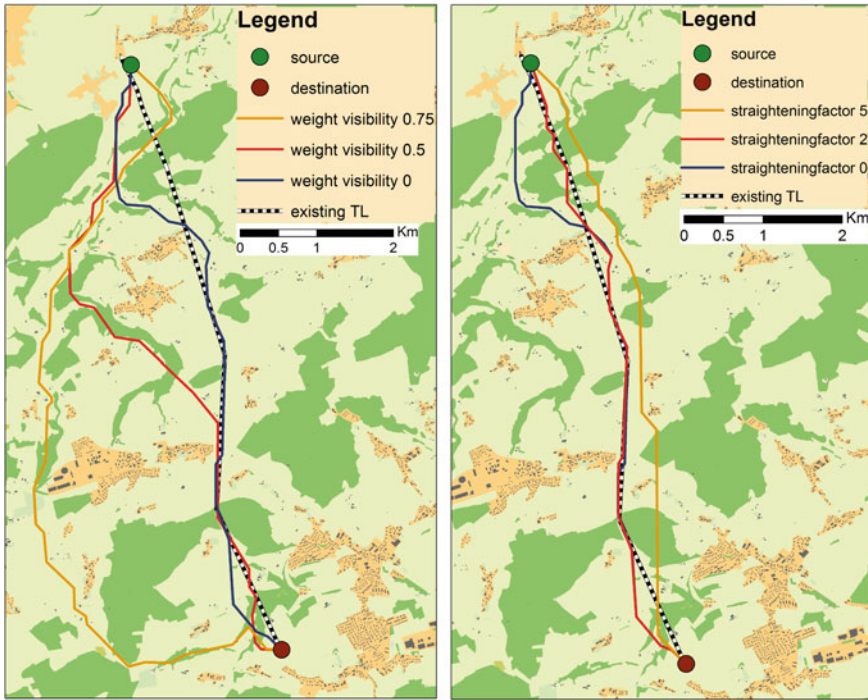 Legend
source
destination
weight visibility 0.75
weight visibility 0.5
weight visibility 0
existing TL
Km
0 0.5 1 2
Legend
source
destination
straighteningfactor 5
straighteningfactor 2
straighteningfactor 0
existing TL
Km
0 0.5 1 2